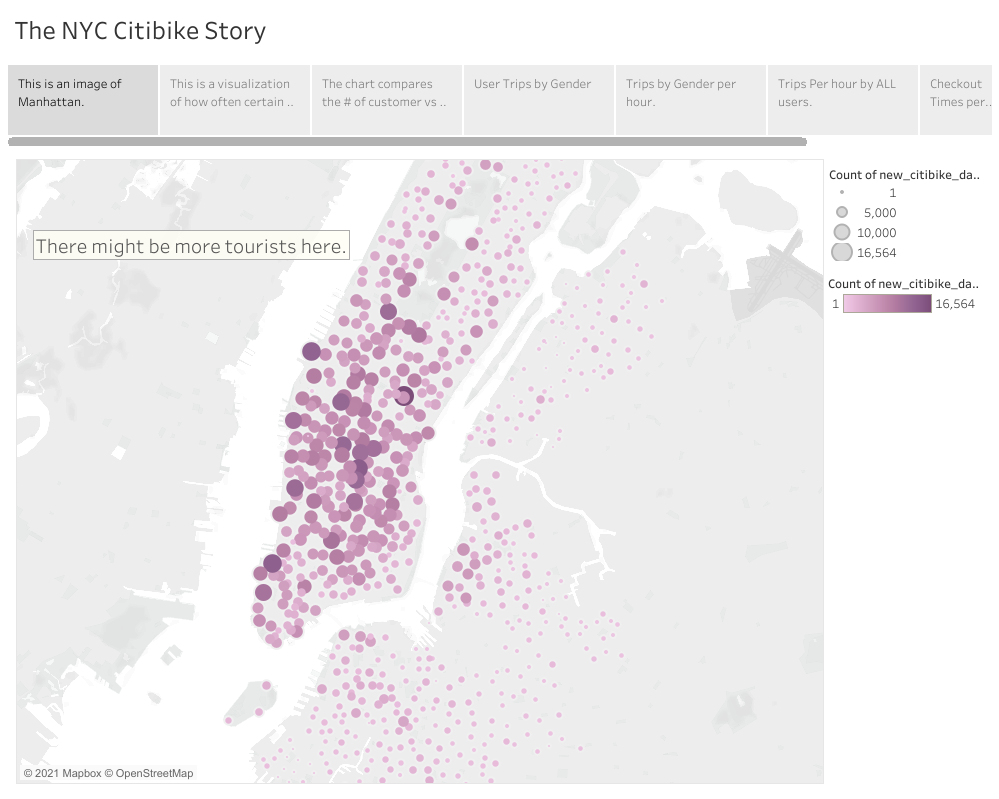 The NYC Citibike Story
This is an image of
Manhattan.
This is a visualization
of how often certain ..
The chart compares
the # of customer vs ..
User Trips by Gender
Trips by Gender per
hour.
Trips Per hour by ALL
users.
Checkout
Times per..
There might be more tourists here.
Count of new_citibike_da..
1
5,000
10,000
16,564
Count of new_citibike_da..
1 16,564
© 2021 Mapbox © OpenStreetMap